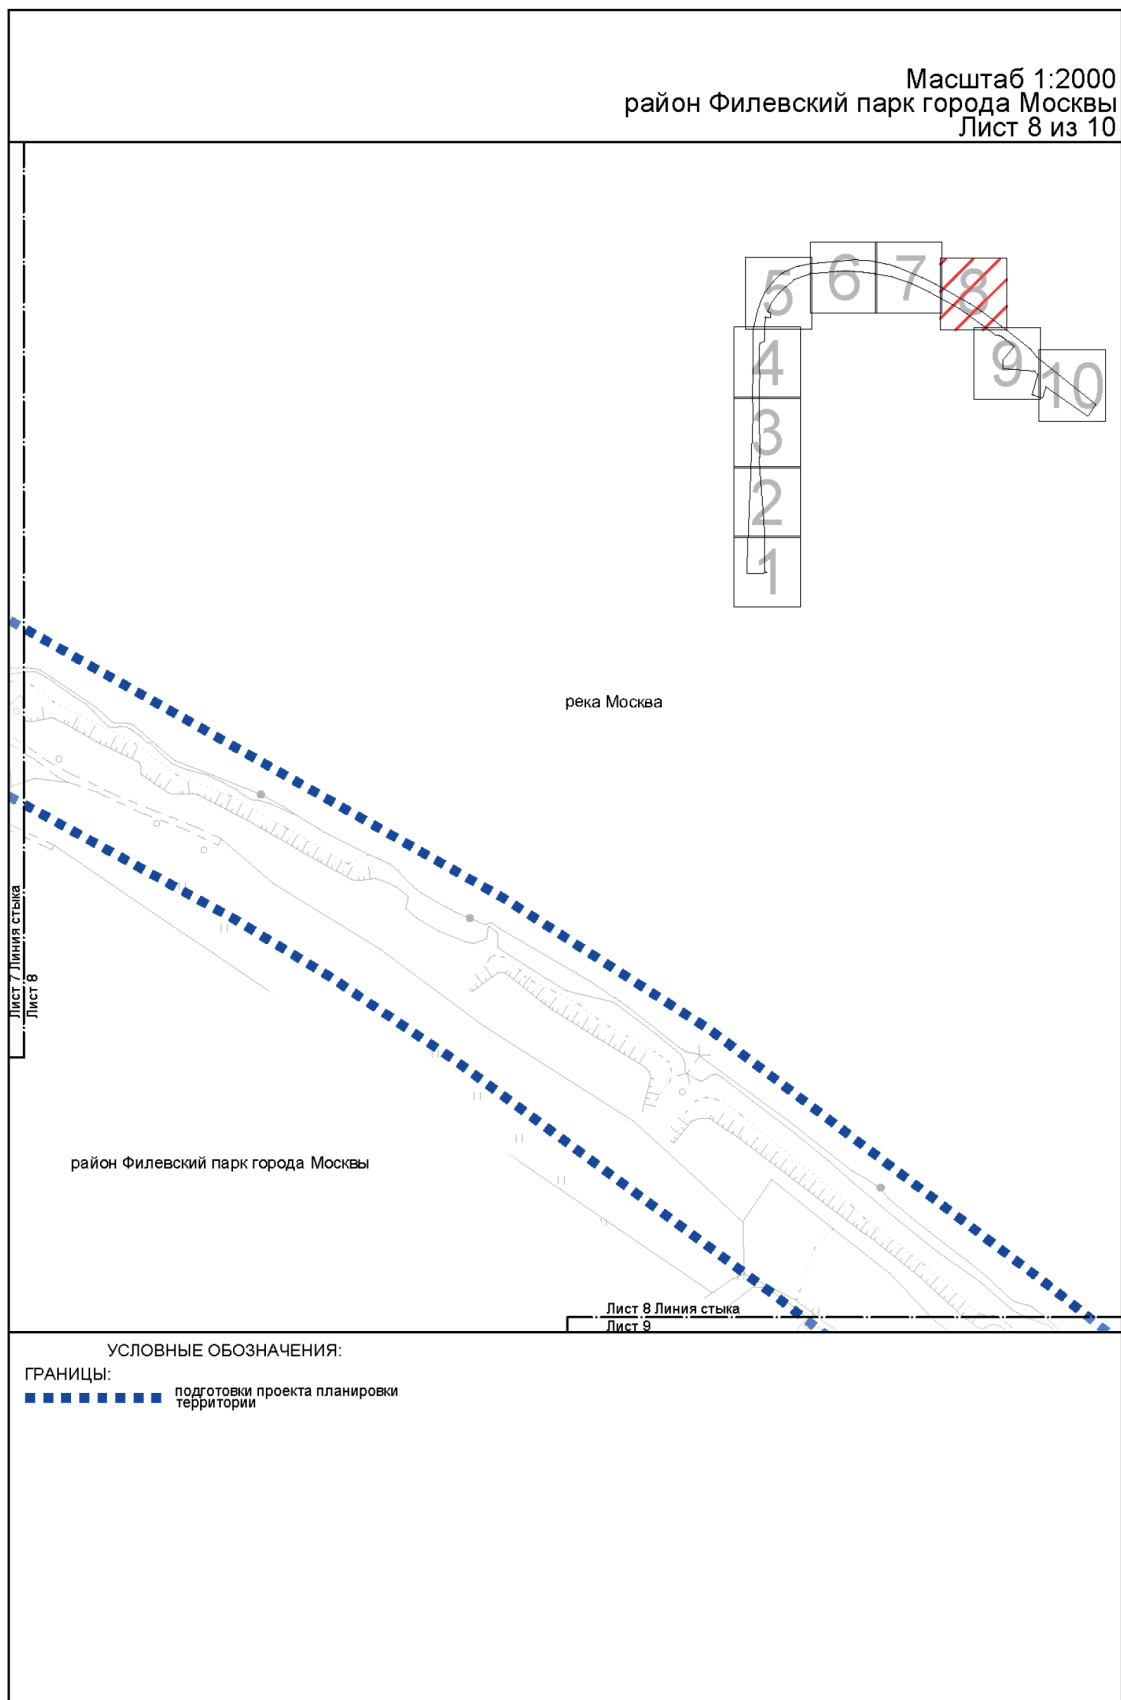 Масштаб 1:2000
район Филевский парк города Москвы
Лист 8 из 10
5
6
7
8
4
9
10
3
2
1
река Москва
Лист 7 Линия стыка
Лист 8
район Филевский парк города Москвы
Лист 8 Линия стыка
Лист 9
УСЛОВНЫЕ ОБОЗНАЧЕНИЯ:
ГРАНИЦЫ:
подготовки проекта планировки
территории